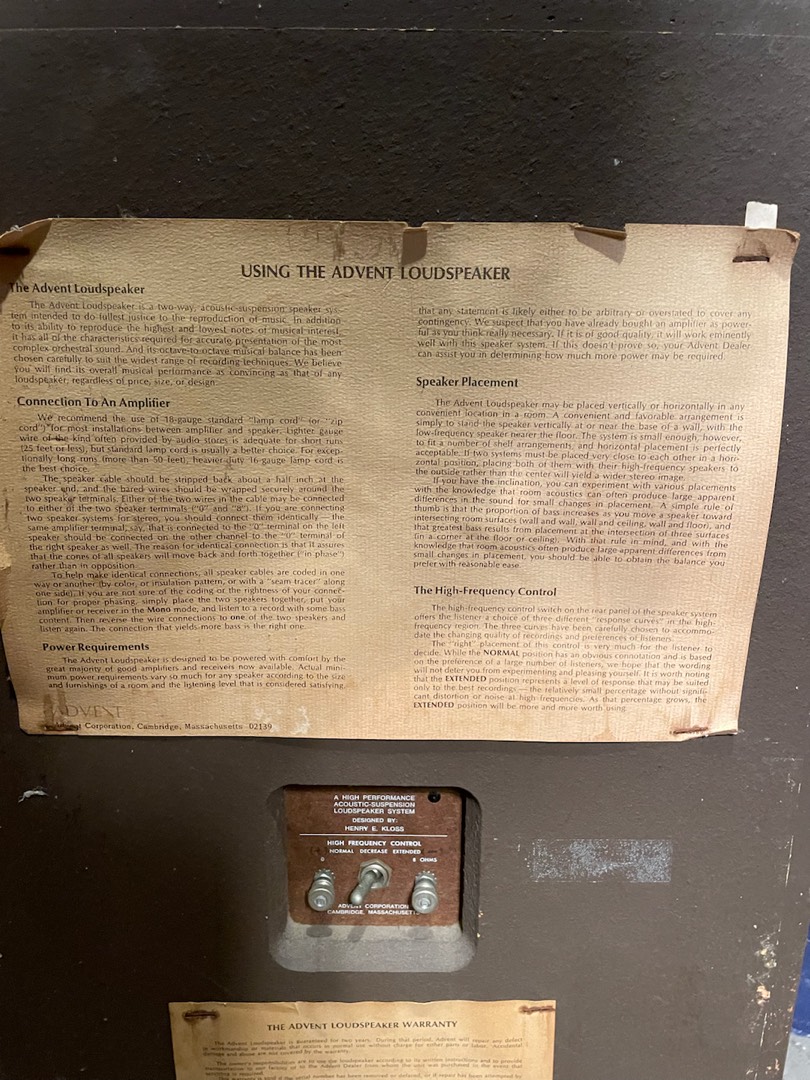 USING THE ADVENT LOUDSPEAKER
The Advent Loudspeaker
The Advent Loudspeaker is a two-way, acoustic-suspension speaker sys-
tem intended to do fullest justice to the reproduction of music. In addition
to its ability to reproduce the highest and lowest notes of musical interest,
it has all of the characteristics required for accurate presentation of the most
complex orchestral sound. And its octave-to-octave musical balance has been
chosen carefully to suit the widest range of recording techniques. We believe
you will find its overall musical performance as convincing as that of any
loudspeaker, regardless of price, size, or design.
Connection To An Amplifier
We recommend the use of 18-gauge standard "lamp cord" (or "zip
cord") for most installations between amplifier and speaker. Lighter gauge
wire of the kind often provided by audio stores is adequate for short runs
(25 feet or less), but standard lamp cord is usually a better choice. For excep-
tionally long runs (more than 50 feet), heavier-duty 16-gauge lamp cord is
the best choice.
The speaker cable should be stripped back about a half inch at the
speaker end, and the bared wires should be wrapped securely around the
two speaker terminals. Either of the two wires in the cable may be connected
to either of the two speaker terminals ("0" and "8"). If you are connecting
two speaker systems for stereo, you should connect them identically — the
same amplifier terminal, say, that is connected to the "0" terminal on the left
speaker should be connected on the other channel to the "0" terminal of
the right speaker as well. The reason for identical connection is that it assures
that the cones of all speakers will move back and forth together ("in phase")
rather than in opposition.
To help make identical connections, all speaker cables are coded in one
way or another (by color, or insulation pattern, or with a "seam tracer" along
one side). If you are not sure of the coding or the rightness of your connec-
tion for proper phasing, simply place the two speakers together, put your
amplifier or receiver in the Mono mode, and listen to a record with some bass
content. Then reverse the wire connections to one of the two speakers and
listen again. The connection that yields more bass is the right one.
Power Requirements
The Advent Loudspeaker is designed to be powered with comfort by the
great majority of good amplifiers and receivers now available. Actual mini-
mum power requirements vary so much for any speaker according to the size
and furnishings of a room and the listening level that is considered satisfying,
ADVENT
Corporation, Cambridge, Massachusetts 02139
that any statement is likely either to be arbitrary or overstated to cover any
contingency. We suspect that you have already bought an amplifier as power-
ful as you think really necessary. If it is of good quality, it will work eminently
well with this speaker system. If this doesn't prove so, your Advent Dealer
can assist you in determining how much more power may be required.
Speaker Placement
The Advent Loudspeaker may be placed vertically or horizontally in any
convenient location in a room. A convenient and favorable arrangement is
simply to stand the speaker vertically at or near the base of a wall, with the
low-frequency speaker nearer the floor. The system is small enough, however,
to fit a number of shelf arrangements, and horizontal placement is perfectly
acceptable. If two systems must be placed very close to each other in a hori-
zontal position, placing both of them with their high-frequency speakers to
the outside rather than the center will yield a wider stereo image.
If you have the inclination, you can experiment with various placements
with the knowledge that room acoustics can often produce large apparent
differences in the sound for small changes in placement. A simple rule of
thumb is that the proportion of bass increases as you move a speaker toward
intersecting room surfaces (wall and wall, wall and ceiling, wall and floor), and
that greatest bass results from placement at the intersection of three surfaces
(in a corner at the floor or ceiling). With that rule in mind, and with the
knowledge that room acoustics often produce large apparent differences from
small changes in placement, you should be able to obtain the balance you
prefer with reasonable ease.
The High-Frequency Control
The high-frequency control switch on the rear panel of the speaker system
offers the listener a choice of three different "response curves" in the high-
frequency region. The three curves have been carefully chosen to accommo-
date the changing quality of recordings and preferences of listeners.
The "right" placement of this control is very much for the listener to
decide. While the NORMAL position has an obvious connotation and is based
on the preference of a large number of listeners, we hope that the wording
will not deter you from experimenting and pleasing yourself. It is worth noting
that the EXTENDED position represents a level of response that may be suited
only to the best recordings — the relatively small percentage without signifi-
cant distortion or noise at high frequencies. As that percentage grows, the
EXTENDED position will be more and more worth using.
A HIGH PERFORMANCE
ACOUSTIC-SUSPENSION
LOUDSPEAKER SYSTEM
DESIGNED BY:
HENRY E. KLOSS
HIGH FREQUENCY CONTROL
NORMAL DECREASE EXTENDED
0 8 OHMS
ADVENT CORPORATION
CAMBRIDGE, MASSACHUSETTS
THE ADVENT LOUDSPEAKER WARRANTY
The Advent Loudspeaker is guaranteed for two years. During that period, Advent will repair any defect